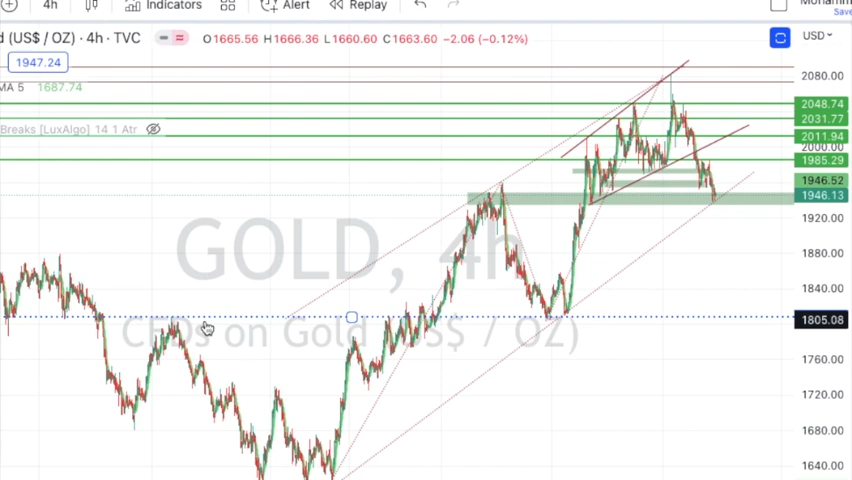 4h Indicators Alert Replay
Save
d (US$ / OZ) · 4h · TVC O1665.56 H1666.36 L1660.60 C1663.60 −2.06 (−0.12%) USD
1947.24
MA 5 1687.74
Breaks [LuxAlgo] 14 1 Atr
2080.00
2048.74
2031.77
2011.94
2000.00
1985.29
1946.52
1946.13
1920.00
1880.00
1840.00
1805.08
1760.00
1720.00
1680.00
1640.00
GOLD, 4h
CFDs on Gold (US$ / OZ)